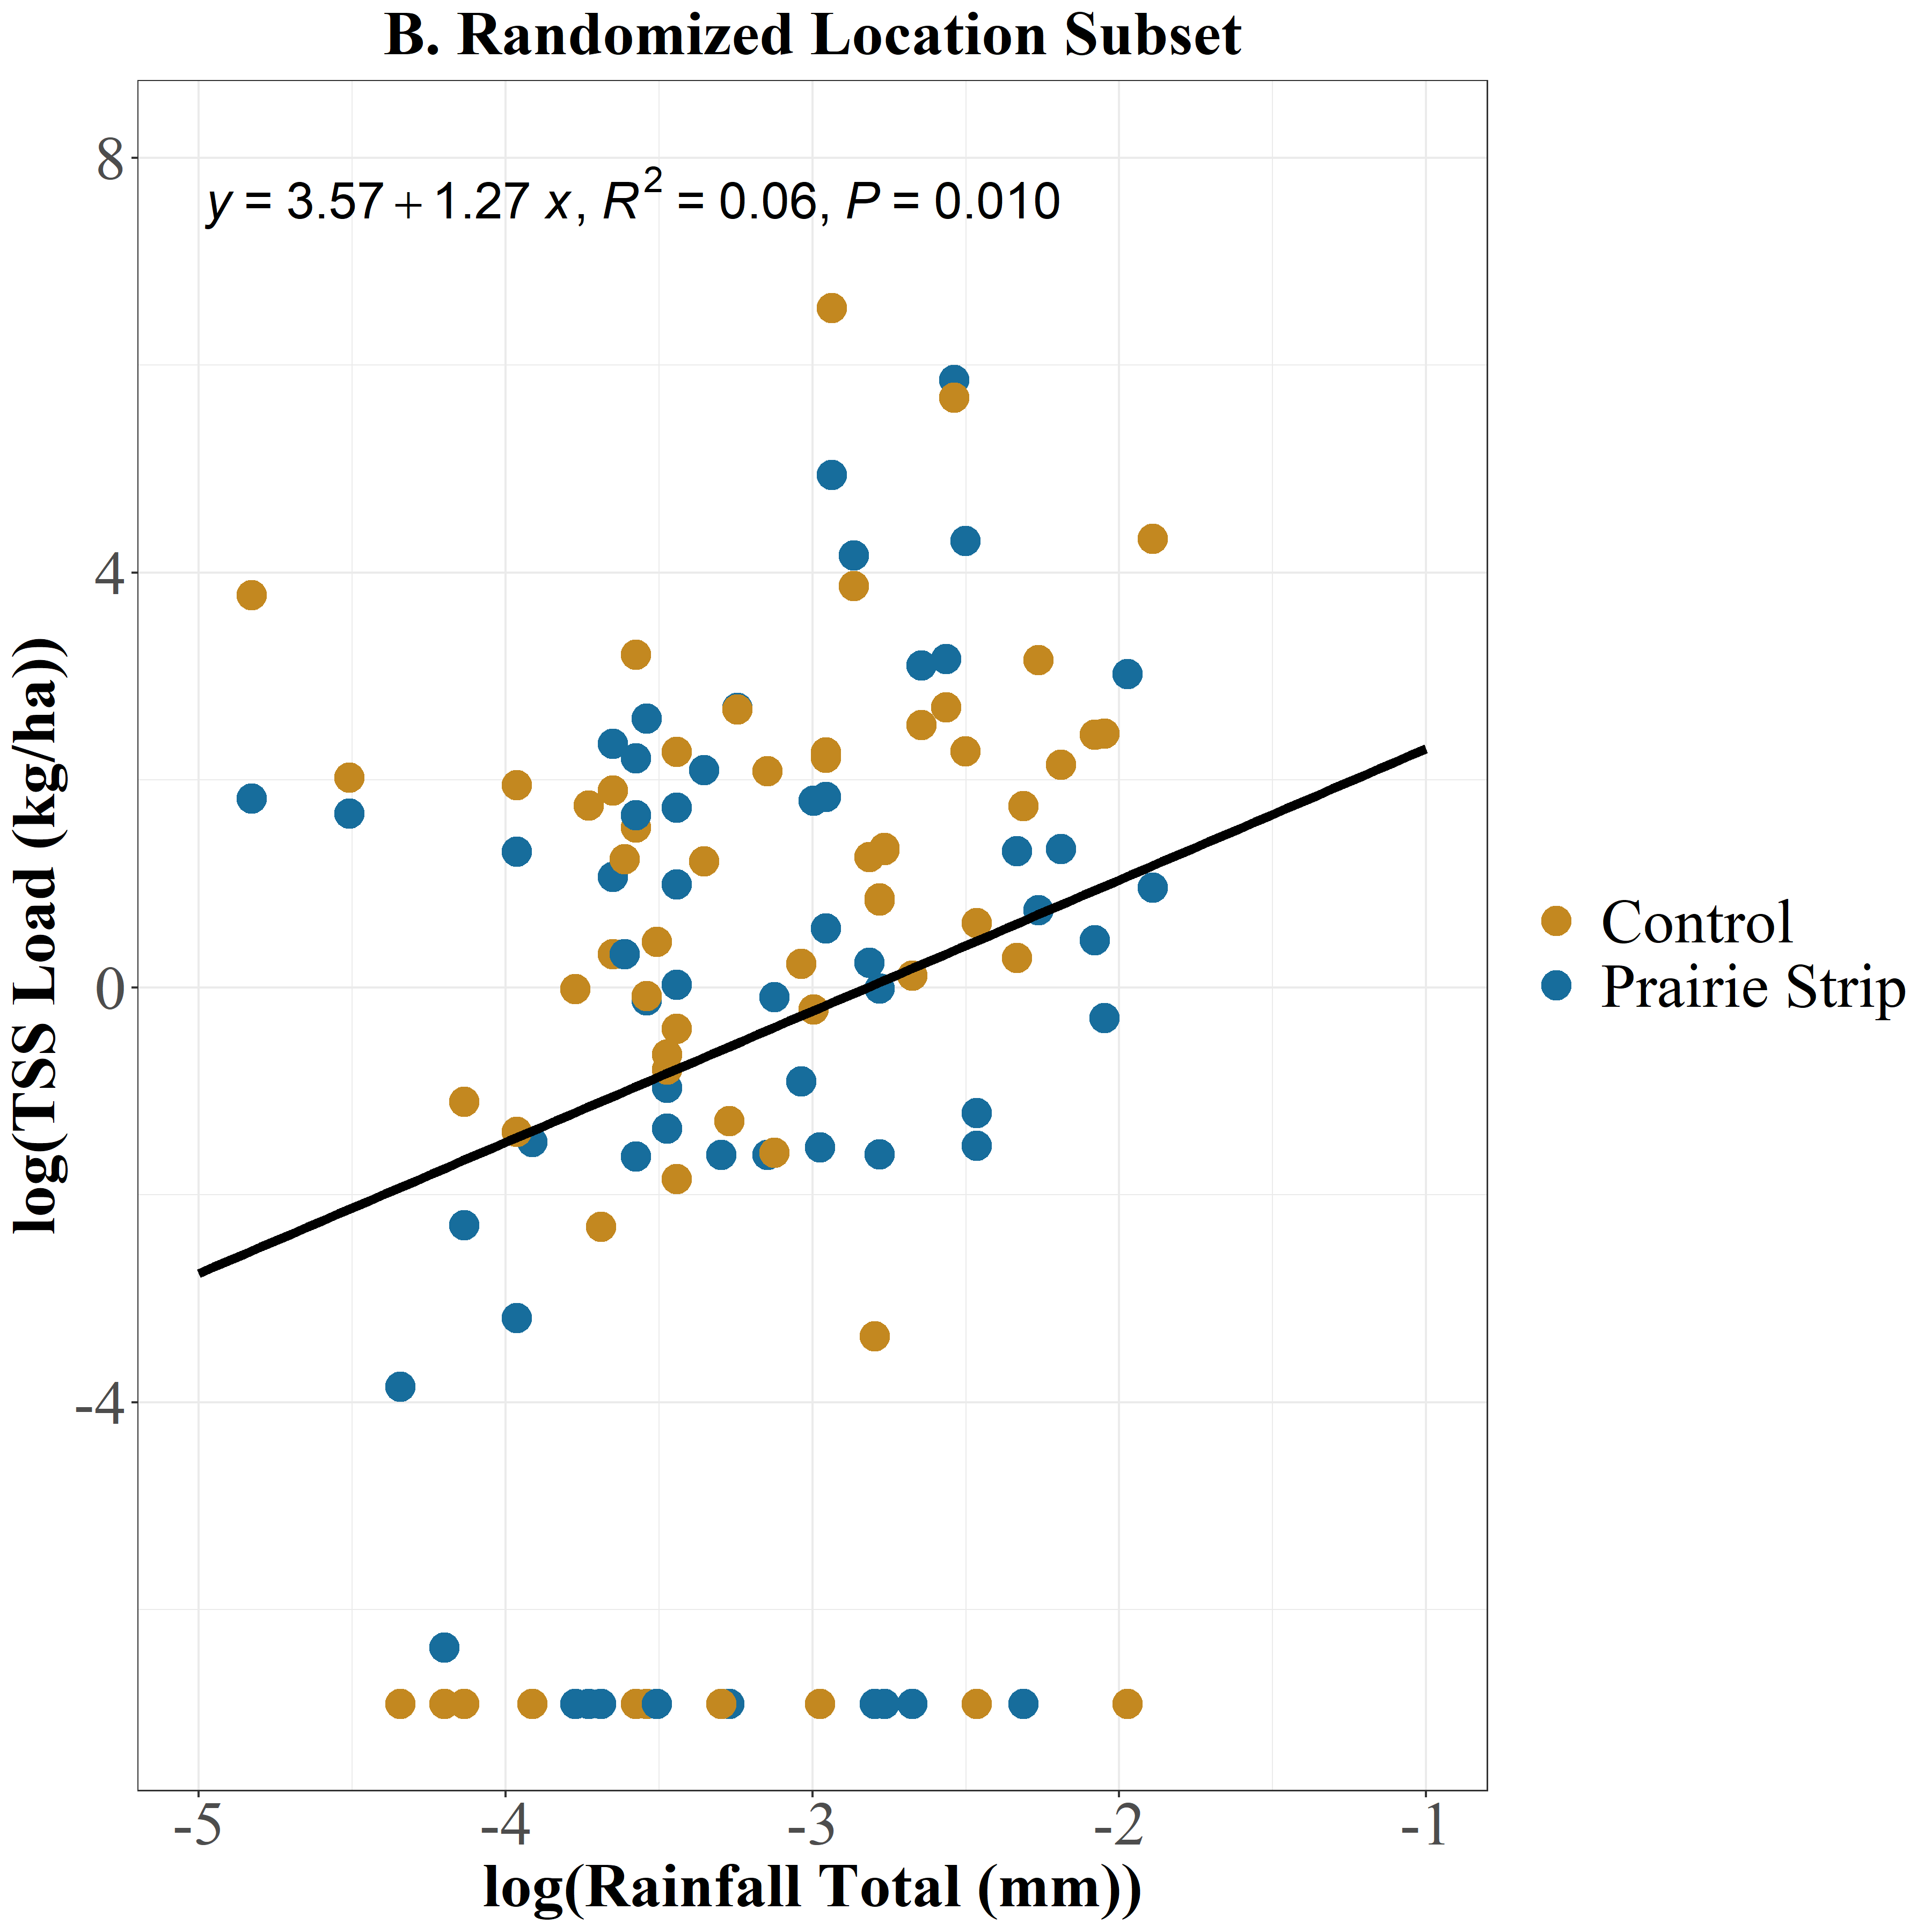 B. Randomized Location Subset
y = 3.57 + 1.27 x, R² = 0.06, P = 0.010
8
4
0
-4
log(TSS Load (kg/ha))
Control
Prairie Strip
-5 -4 -3 -2 -1
log(Rainfall Total (mm))